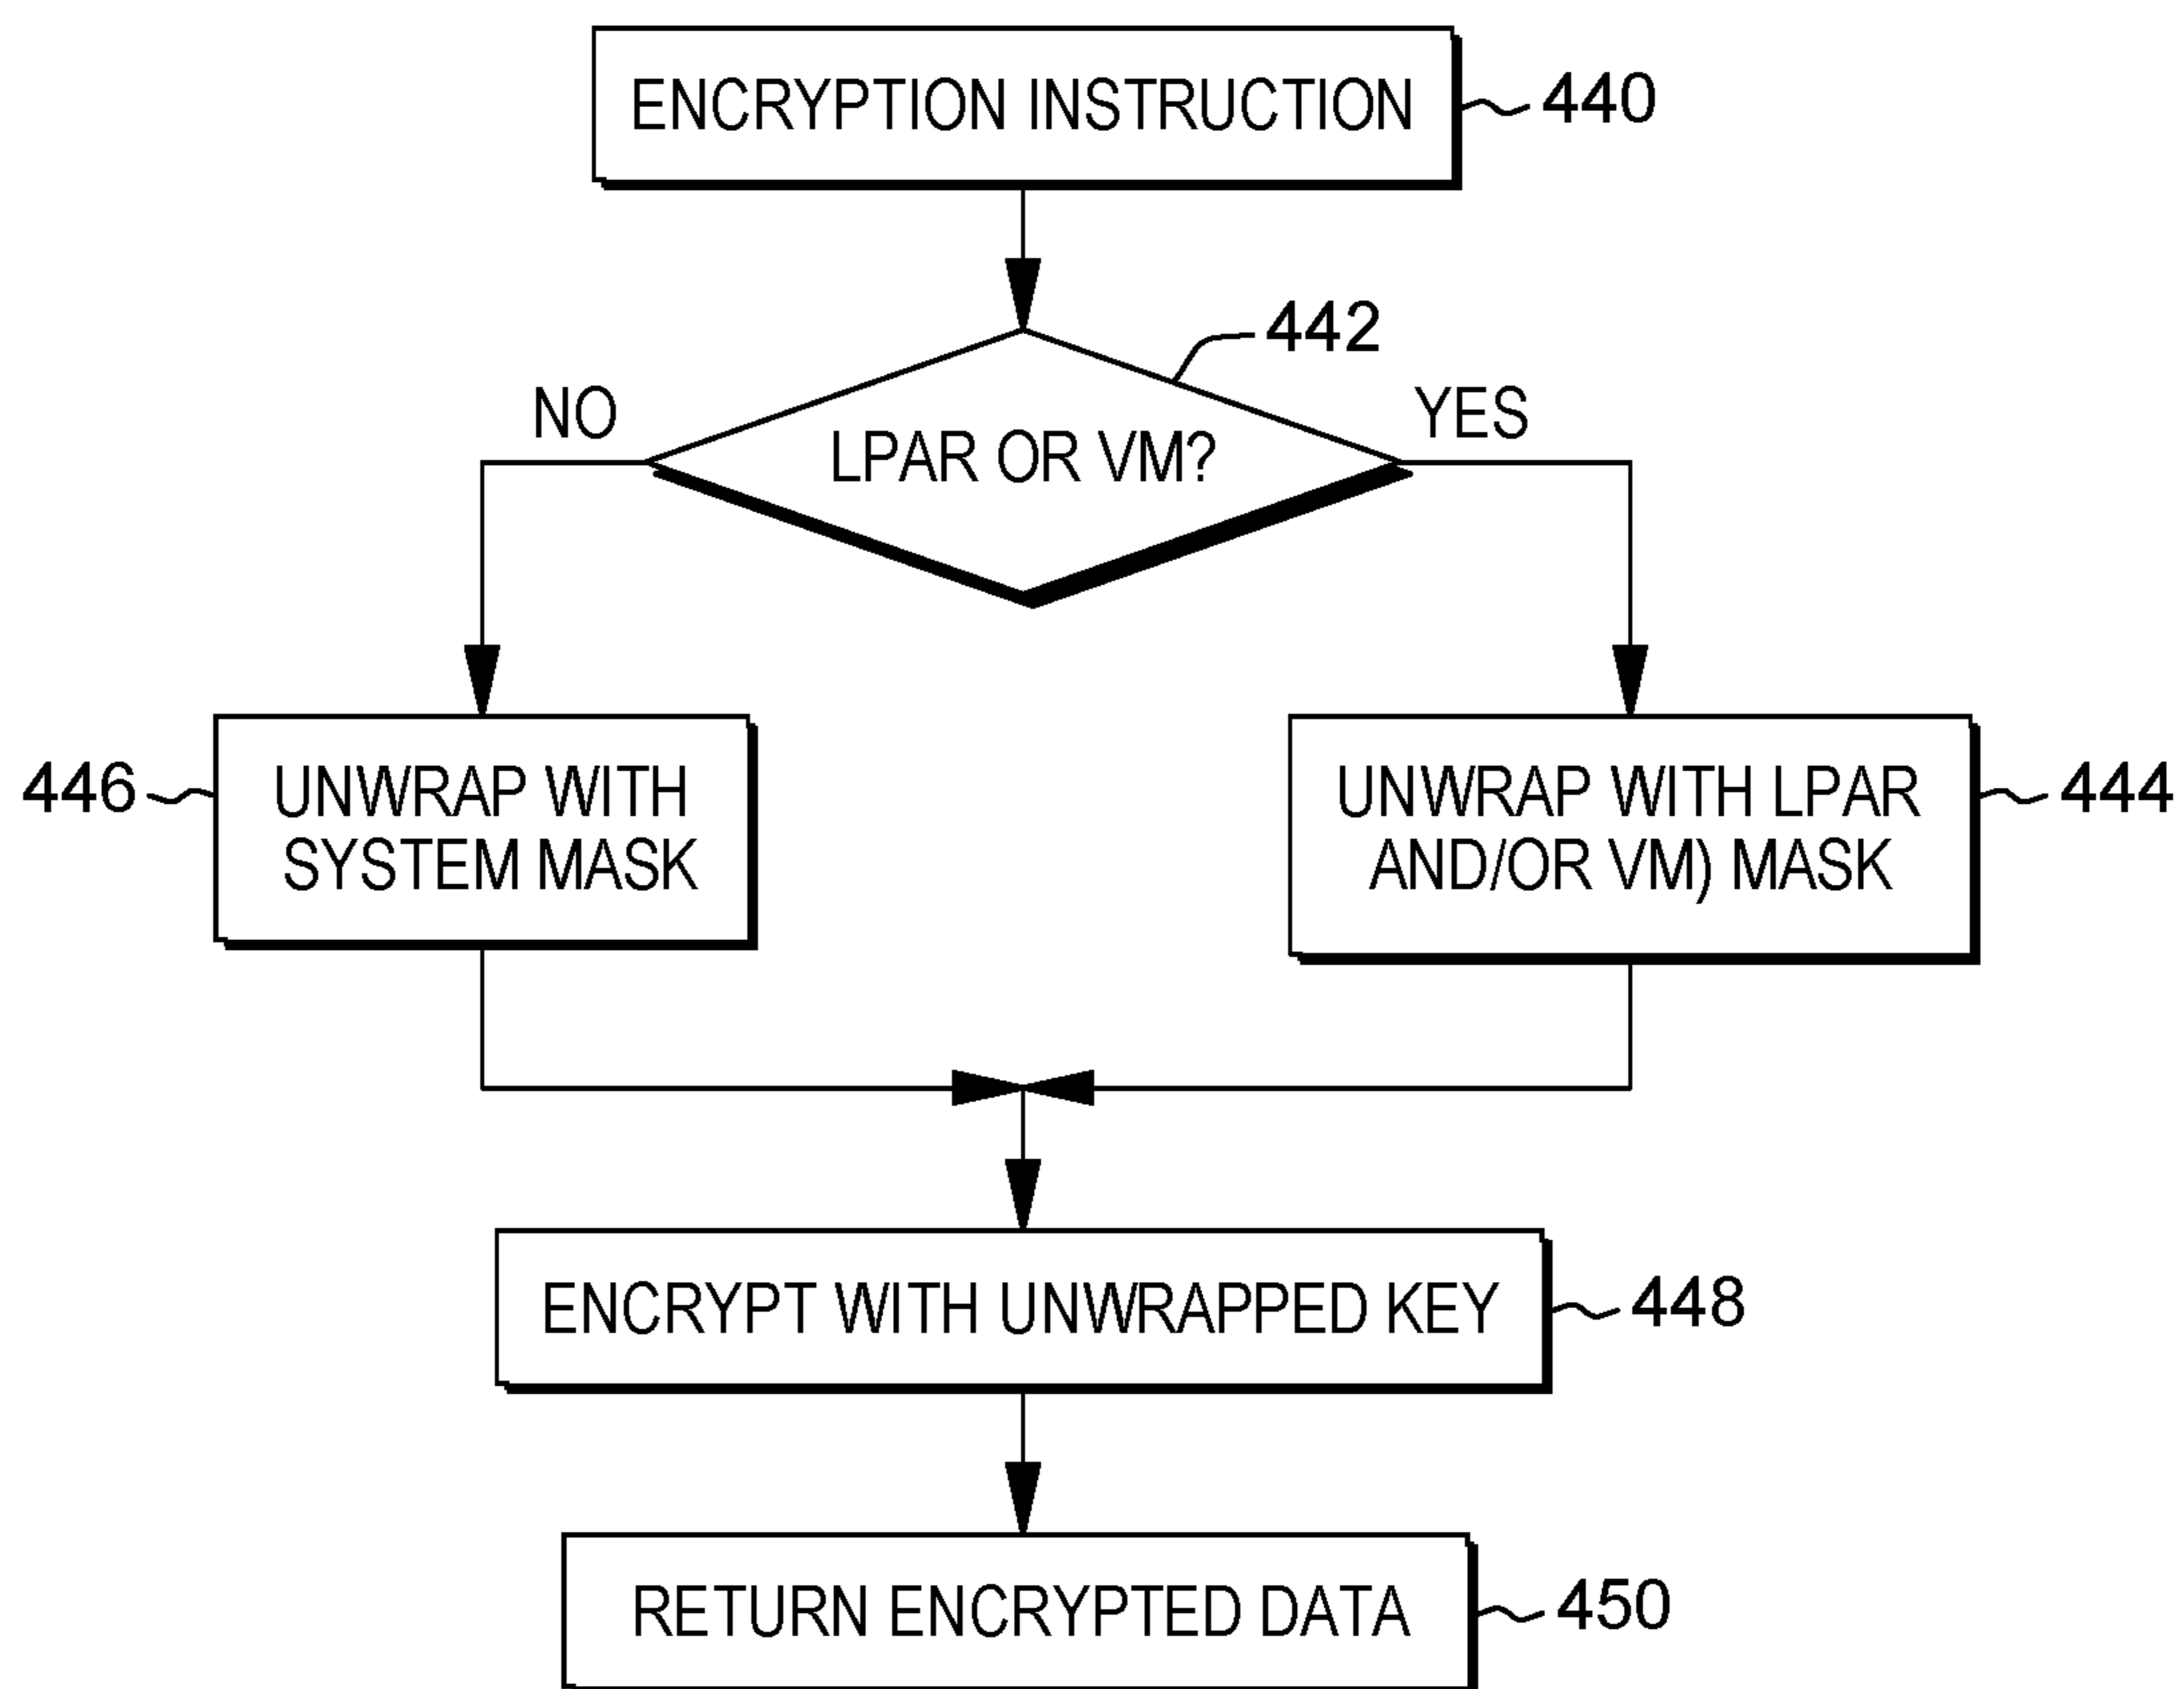 ENCRYPTION INSTRUCTION
440
442
NO
YES
LPAR OR VM?
446
UNWRAP WITH
SYSTEM MASK
UNWRAP WITH LPAR
AND/OR VM) MASK
444
ENCRYPT WITH UNWRAPPED KEY
448
RETURN ENCRYPTED DATA
450